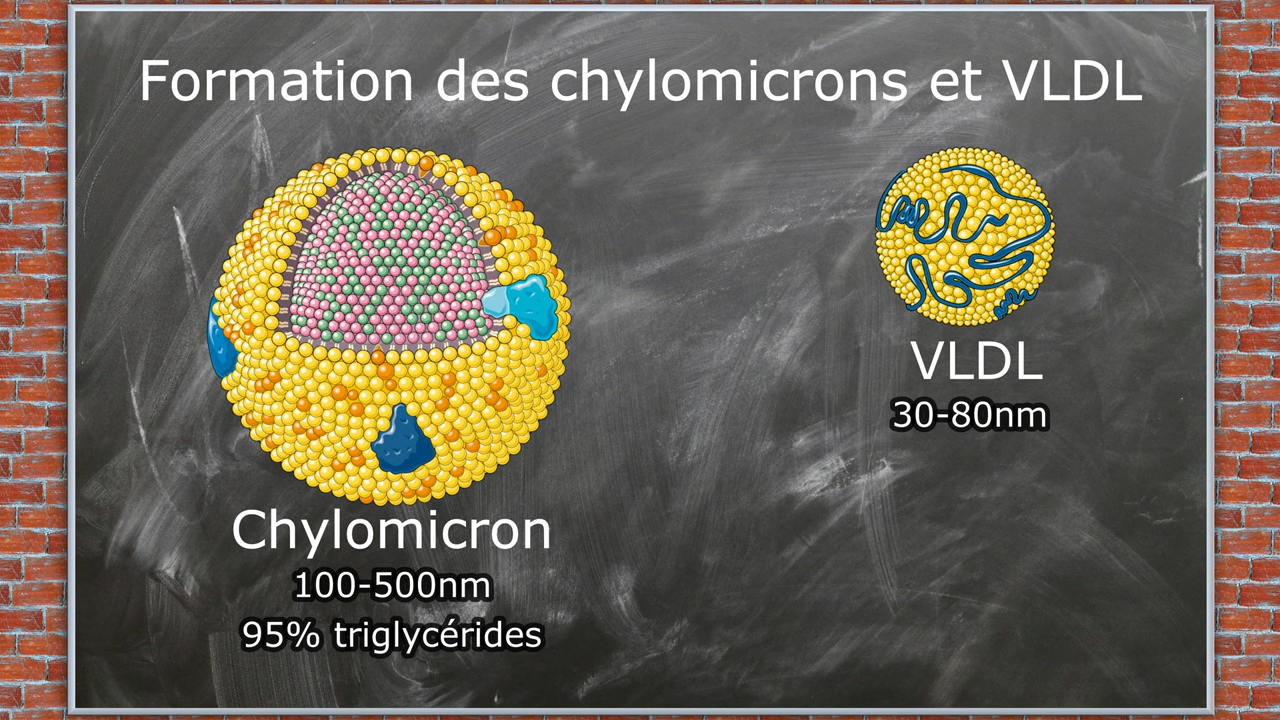 Formation des chylomicrons et VLDL
VLDL
30-80nm
Chylomicron
100-500nm
95% triglycérides